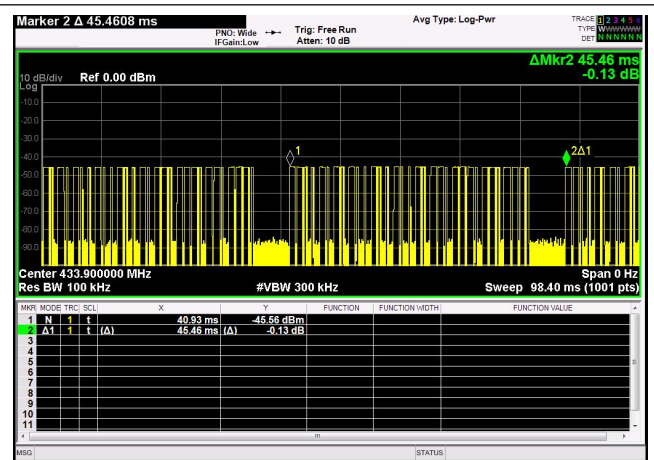 Marker 2 Δ 45.4608 ms
PNO: Wide
IFGain:Low
Trig: Free Run
Atten: 10 dB
Avg Type: Log-Pwr
TRACE 1 2 3 4 5 6
TYPE WWWWWW
DET N N N N N N
ΔMkr2 45.46 ms
-0.13 dB
10 dB/div Ref 0.00 dBm
Log
-10.0
-20.0
-30.0
-40.0
-50.0
-60.0
-70.0
-80.0
-90.0
1
2Δ1
Center 433.900000 MHz
Span 0 Hz
Res BW 100 kHz
#VBW 300 kHz
Sweep 98.40 ms (1001 pts)
MKR MODE TRC SCL X Y FUNCTION FUNCTION WIDTH FUNCTION VALUE
1 N 1 t 40.93 ms -45.56 dBm
2 Δ1 1 t (Δ) 45.46 ms (Δ) -0.13 dB
3
4
5
6
7
8
9
10
11
MSG
STATUS